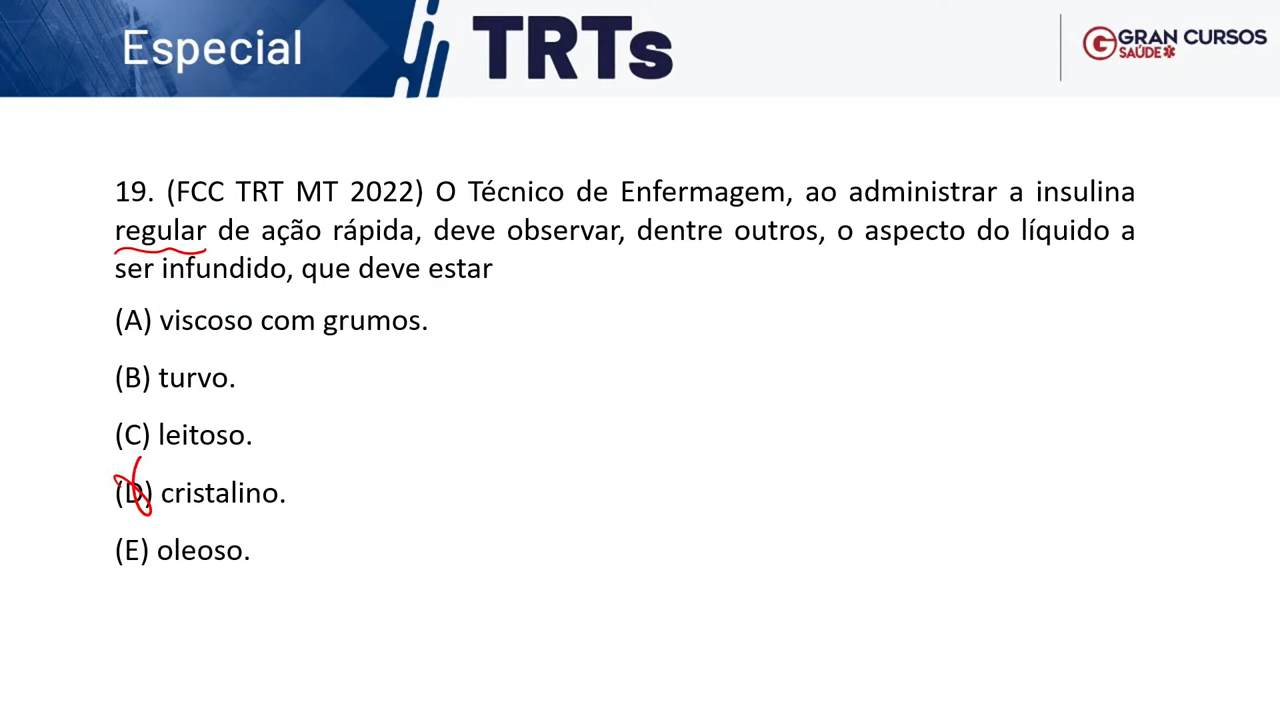 Especial
TRTs
GRAN CURSOS
SAÚDE
19. (FCC TRT MT 2022) O Técnico de Enfermagem, ao administrar a insulina
regular de ação rápida, deve observar, dentre outros, o aspecto do líquido a
ser infundido, que deve estar
(A) viscoso com grumos.
(B) turvo.
(C) leitoso.
(D) cristalino.
(E) oleoso.